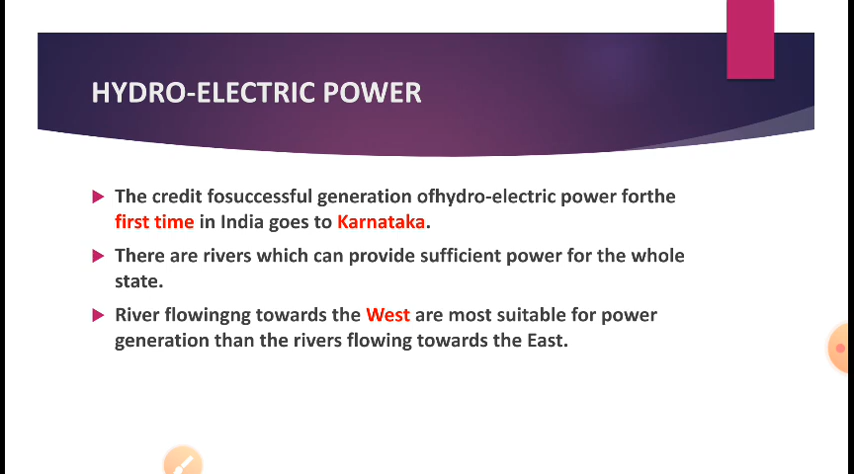 HYDRO-ELECTRIC POWER
The credit fosuccessful generation ofhydro-electric power forthe
first time in India goes to Karnataka.
There are rivers which can provide sufficient power for the whole
state.
River flowingng towards the West are most suitable for power
generation than the rivers flowing towards the East.